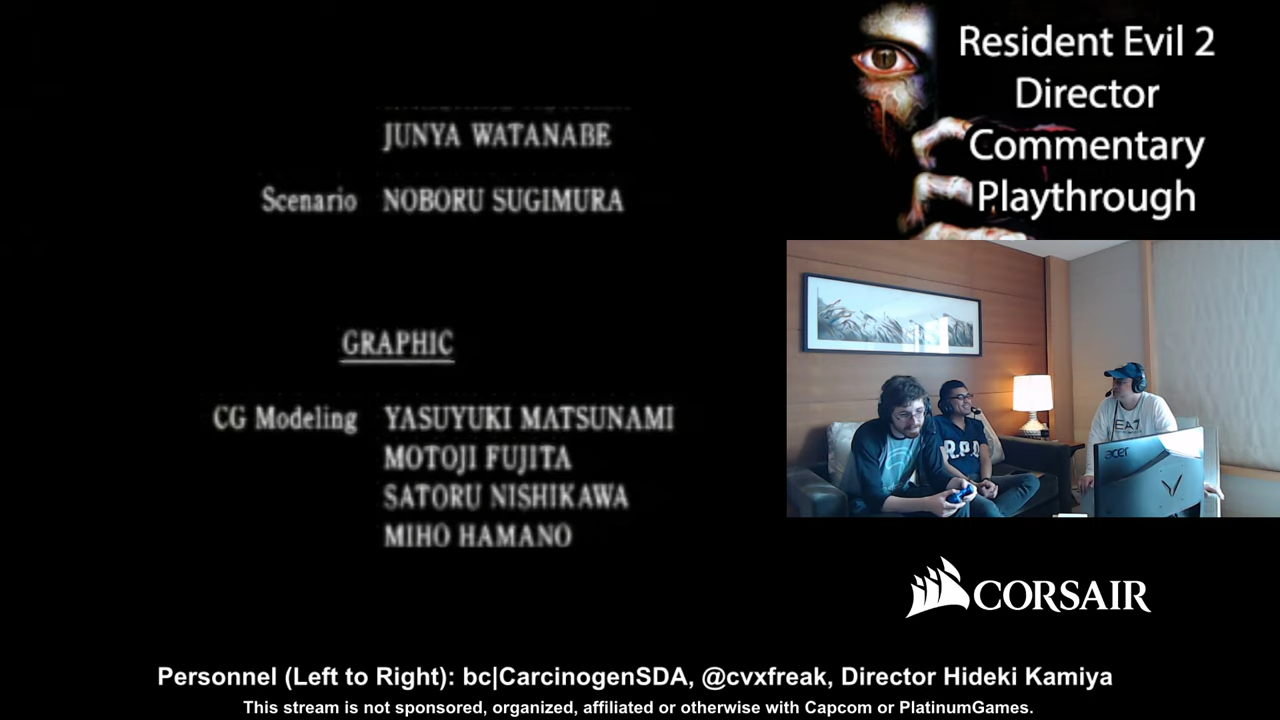 JUNYA WATANABE
Scenario NOBORU SUGIMURA
GRAPHIC
CG Modeling YASUYUKI MATSUNAMI
MOTOJI FUJITA
SATORU NISHIKAWA
MIHO HAMANO
Resident Evil 2
Director
Commentary
Playthrough
R.P.D
EA7
acer
CORSAIR
Personnel (Left to Right): bc|CarcinogenSDA, @cvxfreak, Director Hideki Kamiya
This stream is not sponsored, organized, affiliated or otherwise with Capcom or PlatinumGames.